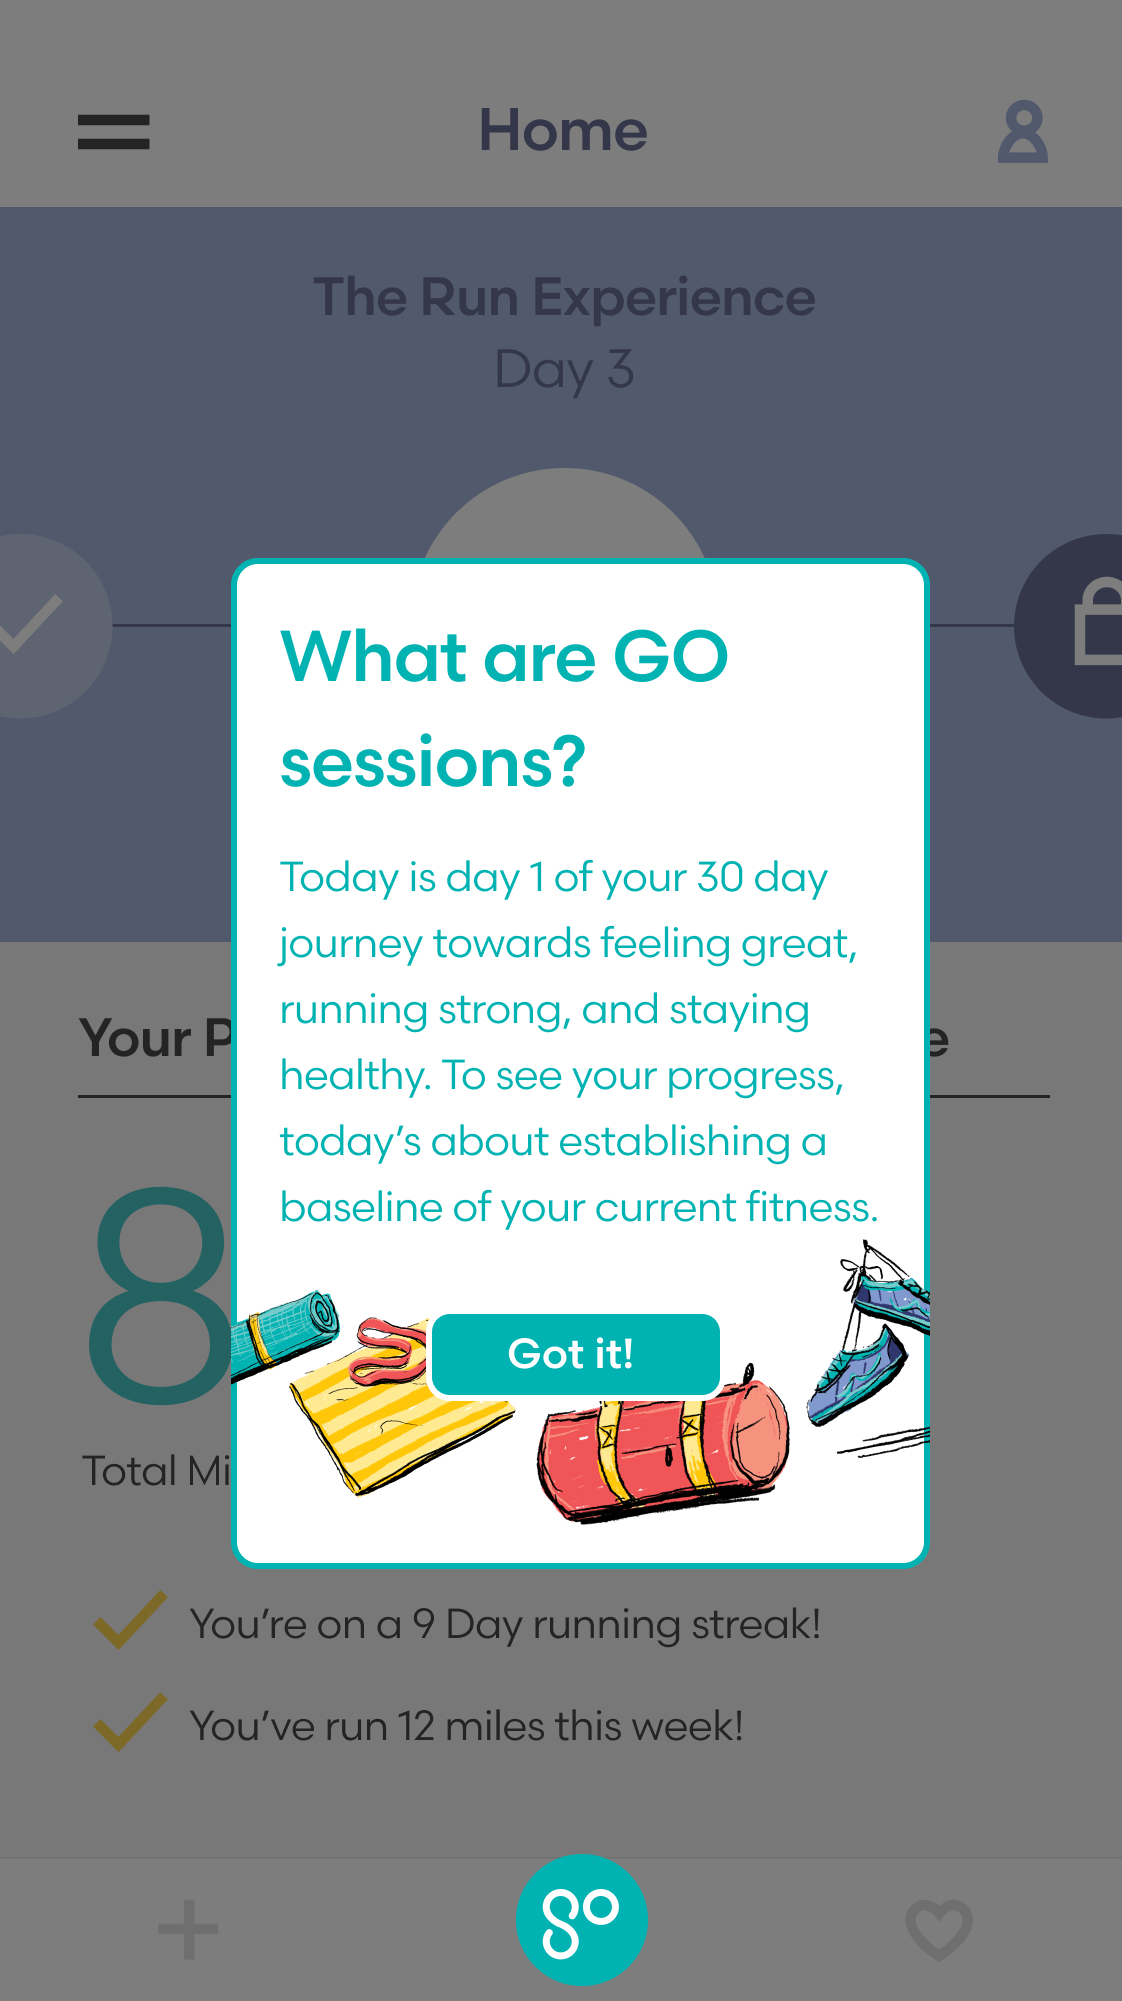 Home
The Run Experience
Day 3
What are GO
sessions?
Today is day 1 of your 30 day
journey towards feeling great,
running strong, and staying
healthy. To see your progress,
today’s about establishing a
baseline of your current fitness.
Got it!
Your
8
Total
You’re on a 9 Day running streak!
You’ve run 12 miles this week!
go